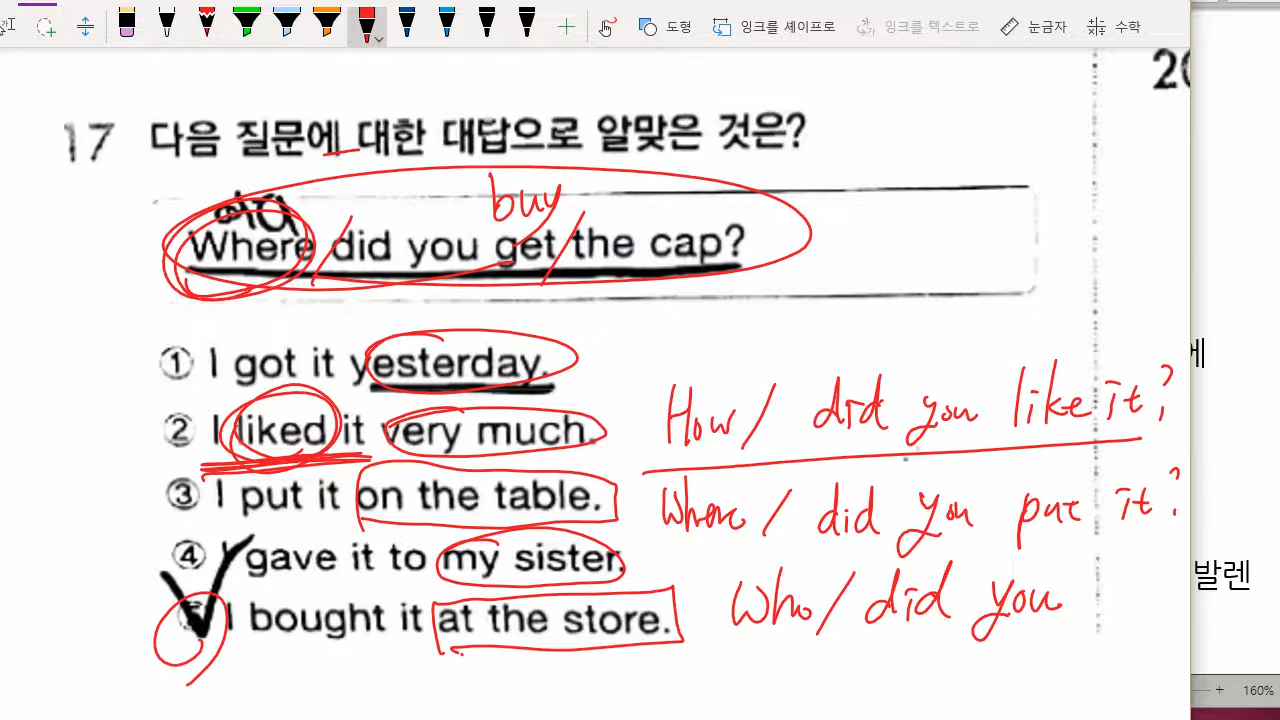 도형 잉크를 셰이프로 잉크를 텍스트로 눈금자 수학
17 다음 질문에 대한 대답으로 알맞은 것은?
buy
Where did you get the cap?
① I got it yesterday.
② I liked it very much.
③ I put it on the table.
④ I gave it to my sister.
I bought it at the store.
How / did you like it?
Where / did you put it?
Who / did you
20
에
발렌
160%